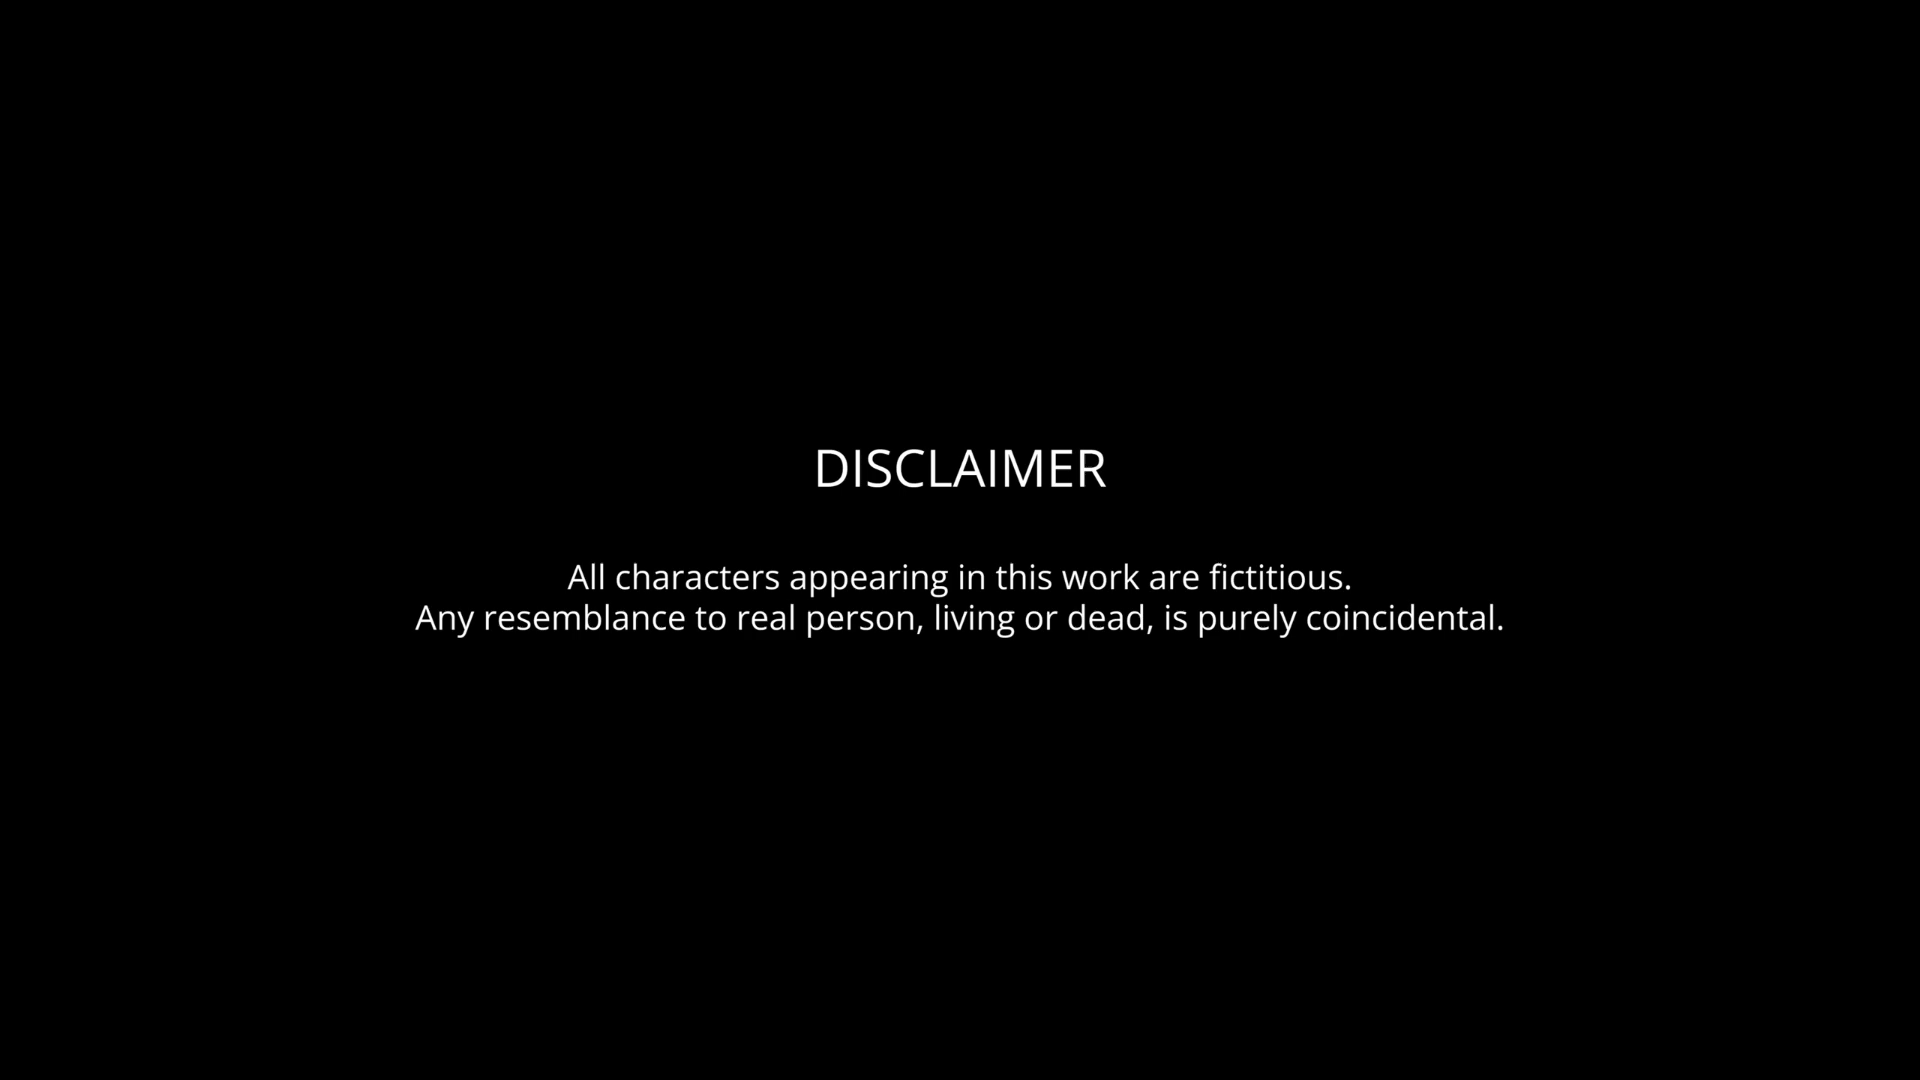 DISCLAIMER
All characters appearing in this work are fictitious.
Any resemblance to real person, living or dead, is purely coincidental.